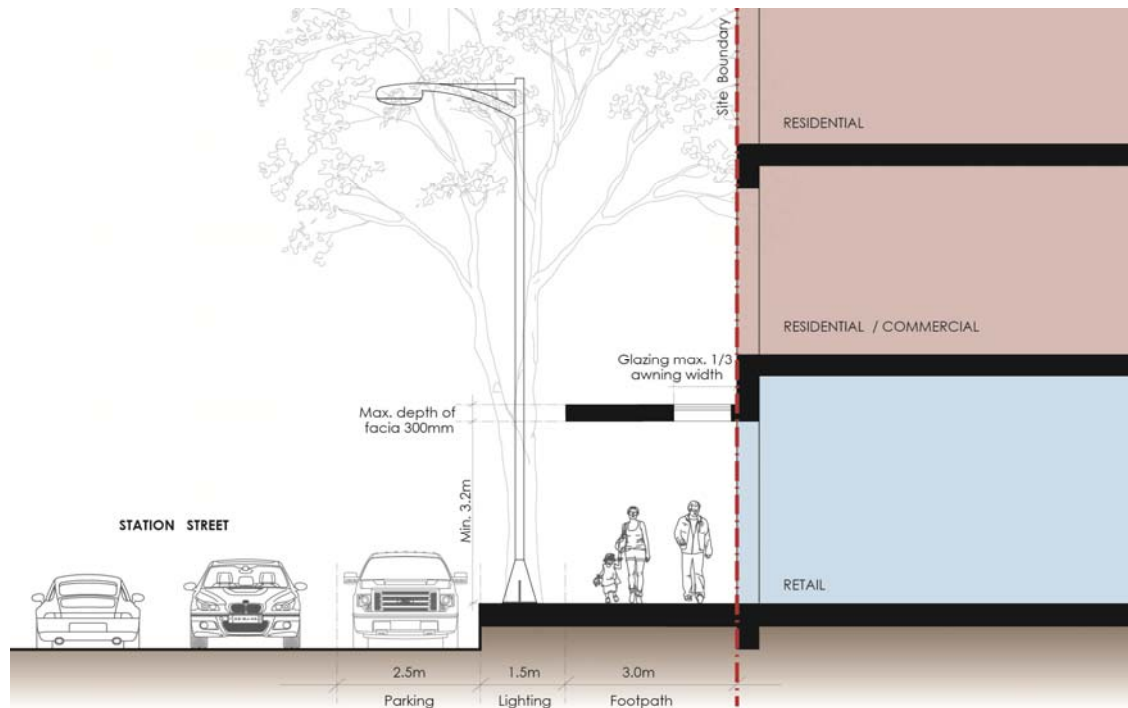 Site Boundary
RESIDENTIAL
RESIDENTIAL / COMMERCIAL
Glazing max. 1/3
awning width
Max. depth of
facia 300mm
Min. 3.2m
STATION STREET
RETAIL
2.5m
1.5m
3.0m
Parking
Lighting
Footpath